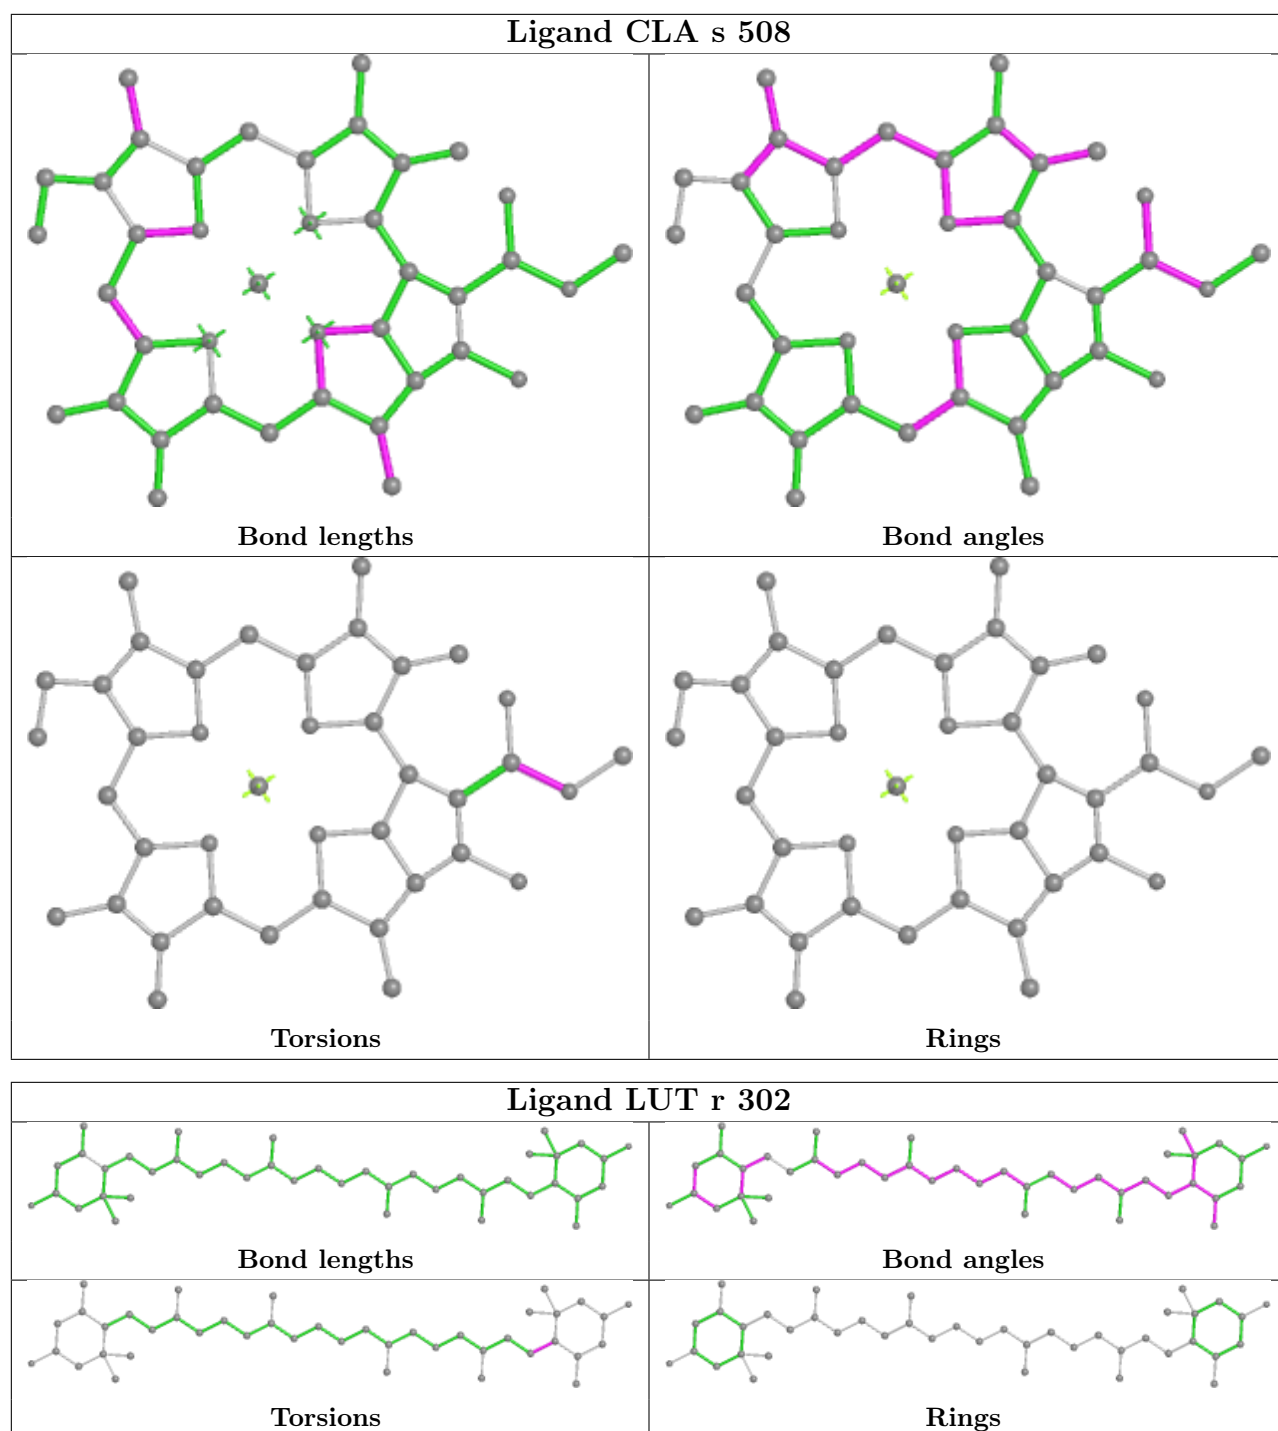 Ligand CLA s 508
Bond lengths
Bond angles
Torsions
Rings
Ligand LUT r 302
Bond lengths
Bond angles
Torsions
Rings